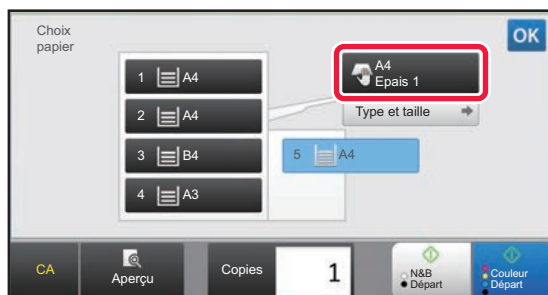 Choix
papier
OK
1 A4
2 A4
3 B4
4 A3
A4
Epais 1
Type et taille
5 A4
CA
Aperçu
Copies
1
N&B
Départ
Couleur
Départ